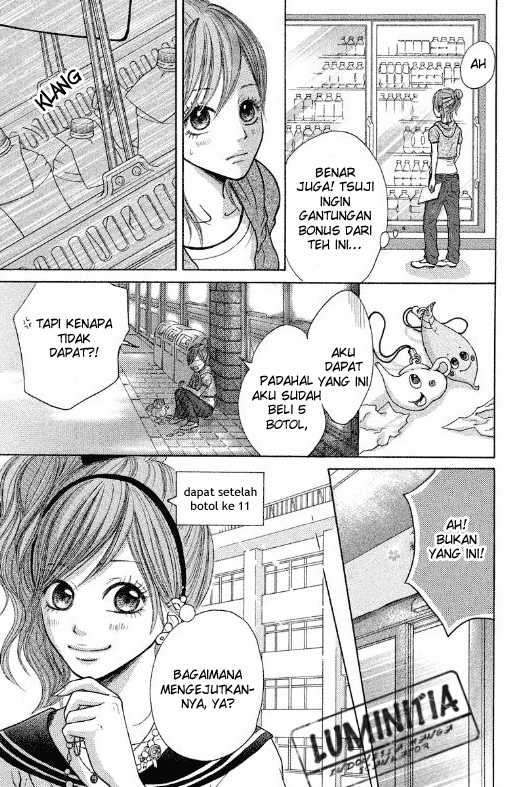 AH
BENAR
JUGA! TSUJI
INGIN
GANTUNGAN
BONUS DARI
TEH INI...
KLANG
AKU
DAPAT
YANG INI
PADAHAL
AKU SUDAH
BELI 5
BOTOL,
TAPI KENAPA
TIDAK
DAPAT?!
AH!
BUKAN
YANG INI!
dapat setelah
botol ke 11
BAGAIMANA
MENGEJUTKAN-
NYA, YA?
LUMINITIA